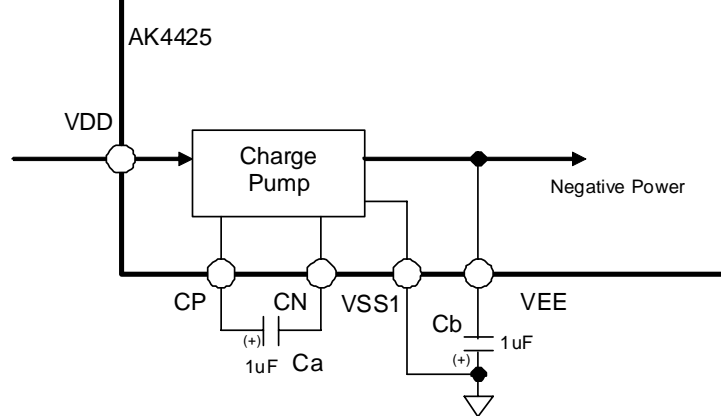 AK4425
VDD
Charge
Pump
Negative Power
CP
CN
VSS1
VEE
Cb
(+)
1uF
Ca
1uF
(+)